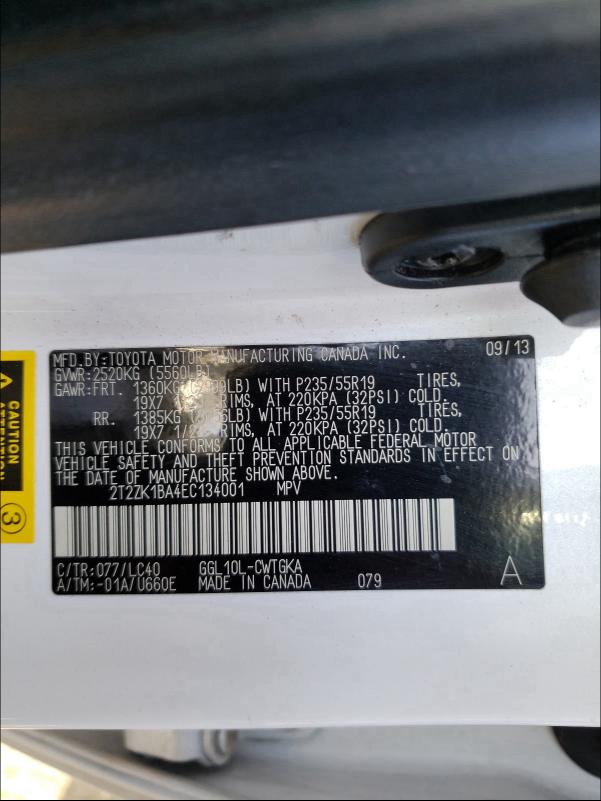 MFD.BY:TOYOTA MOTOR MANUFACTURING CANADA INC. 09/13
GVWR:2520KG (5560LB)
GAWR:FRT. 1360KG WITH P235/55R19 TIRES,
19X7 RIMS, AT 220KPA (32PSI) COLD.
RR. 1385KG WITH P235/55R19 TIRES,
19X7 RIMS, AT 220KPA (32PSI) COLD.
THIS VEHICLE CONFORMS TO ALL APPLICABLE FEDERAL MOTOR
VEHICLE SAFETY AND THEFT PREVENTION STANDARDS IN EFFECT ON
THE DATE OF MANUFACTURE SHOWN ABOVE.
2T2ZK1BA4EC134001 MPV
C/TR:077/LC40 GGL10L-CWTGKA
A/TM:-01A/U660E MADE IN CANADA 079 A
CAUTION
3